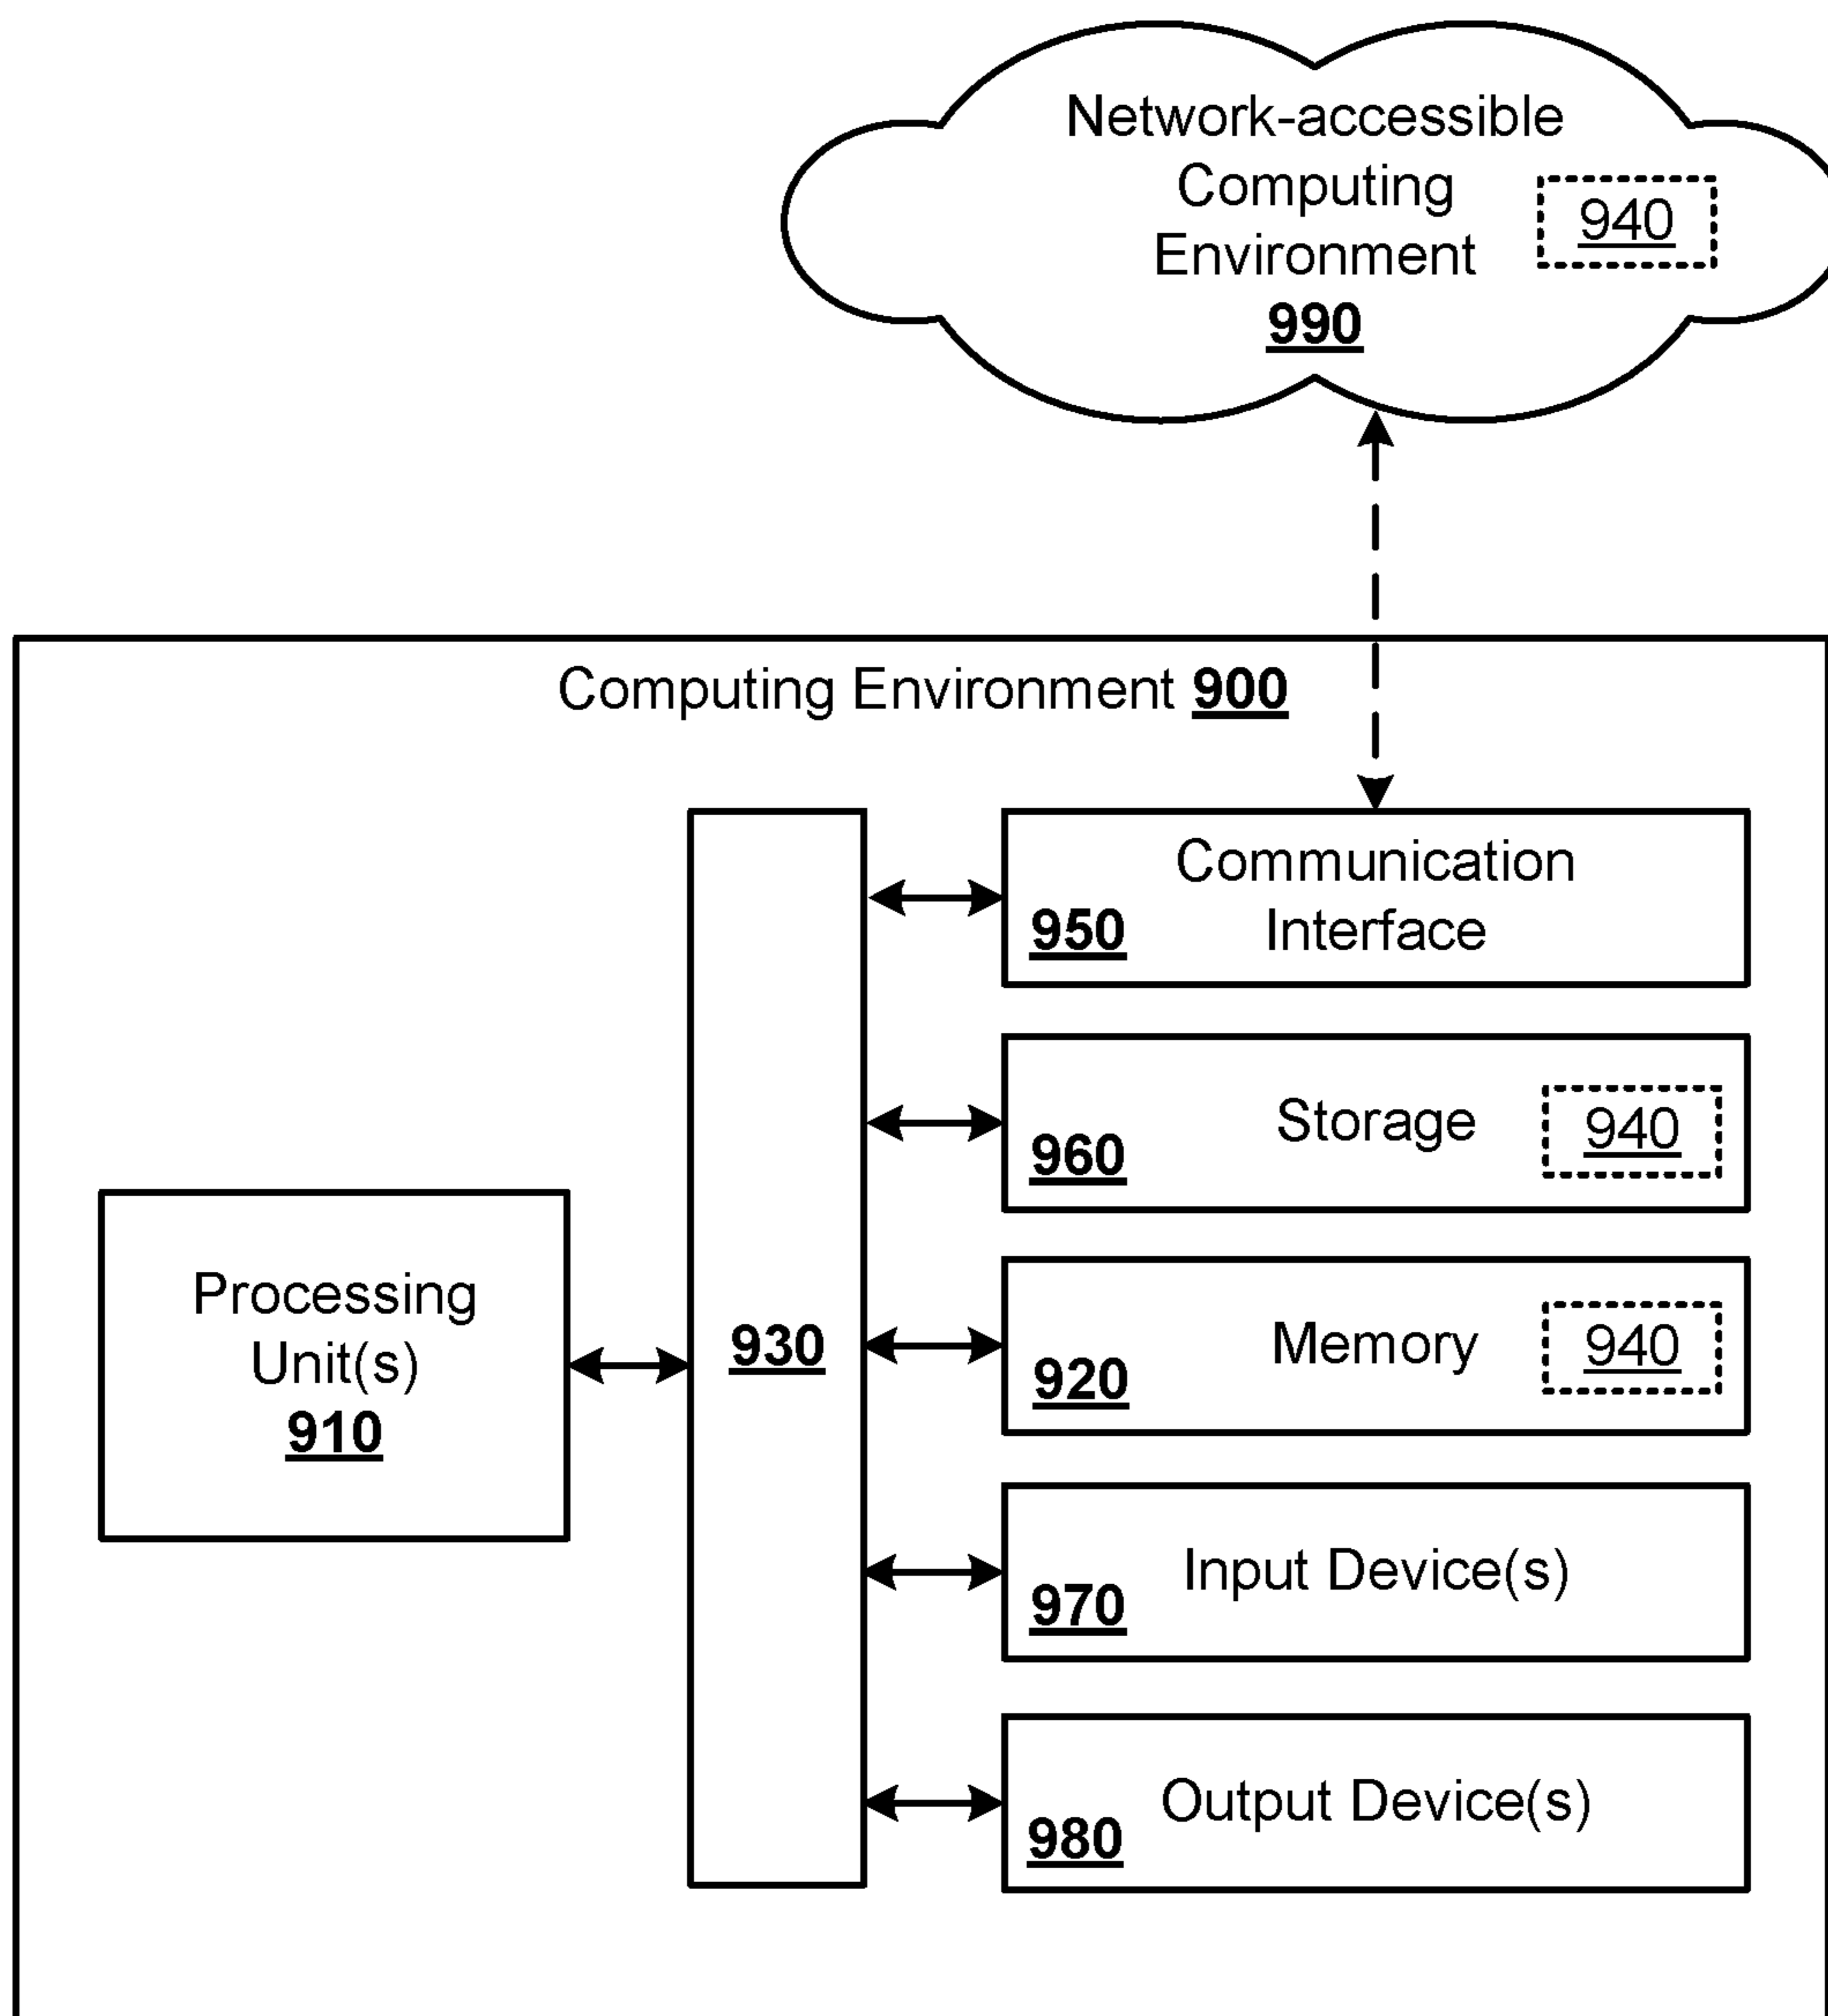 Network-accessible
Computing
Environment
940
990
Computing Environment 900
Communication
Interface
950
Storage
940
960
Processing
Unit(s)
910
930
Memory
940
920
Input Device(s)
970
Output Device(s)
980